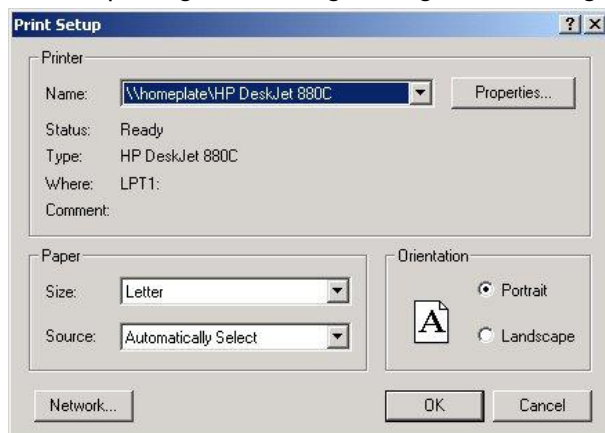 Print Setup
Printer
Name: \\homeplate\HP DeskJet 880C Properties...
Status: Ready
Type: HP DeskJet 880C
Where: LPT1:
Comment:
Paper
Size: Letter
Source: Automatically Select
Orientation
A
Portrait
Landscape
Network... OK Cancel